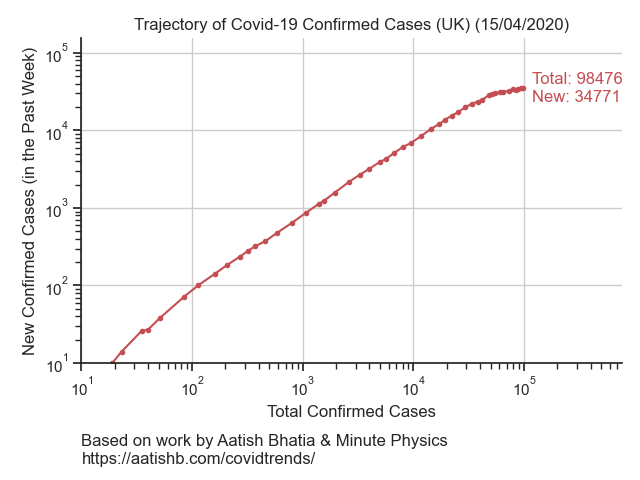 Trajectory of Covid-19 Confirmed Cases (UK) (15/04/2020)
New Confirmed Cases (in the Past Week)
10⁵
10⁴
10³
10²
10¹
Total: 98476
New: 34771
10¹ 10² 10³ 10⁴ 10⁵
Total Confirmed Cases
Based on work by Aatish Bhatia & Minute Physics
https://aatishb.com/covidtrends/